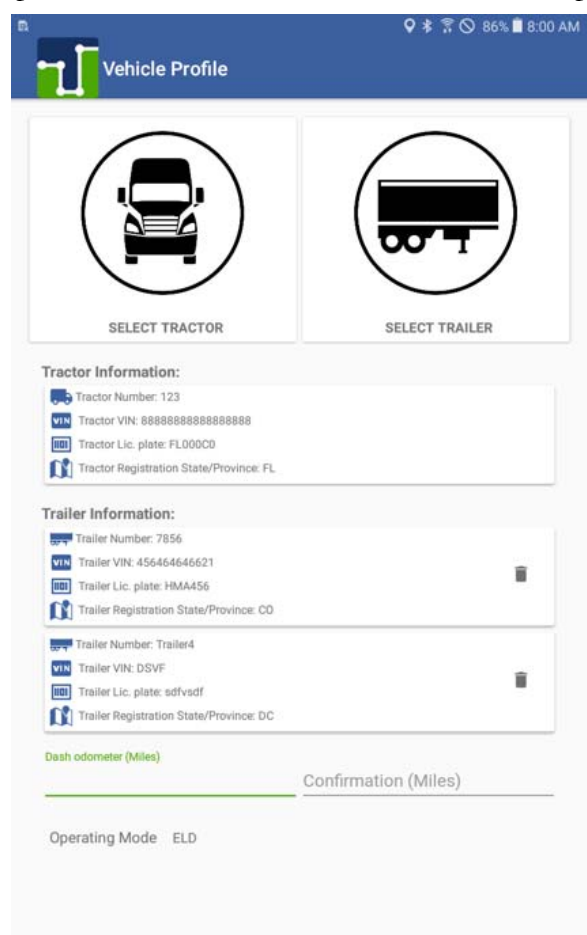 86% 8:00 AM
Vehicle Profile
SELECT TRACTOR
SELECT TRAILER
Tractor Information:
Tractor Number: 123
VIN Tractor VIN: 88888888888888888
Tractor Lic. plate: FL000C0
Tractor Registration State/Province: FL
Trailer Information:
Trailer Number: 7856
VIN Trailer VIN: 456464646621
Trailer Lic. plate: HMA456
Trailer Registration State/Province: CO
Trailer Number: Trailer4
VIN Trailer VIN: DSVF
Trailer Lic. plate: sdfvsdf
Trailer Registration State/Province: DC
Dash odometer (Miles)
Confirmation (Miles)
Operating Mode ELD